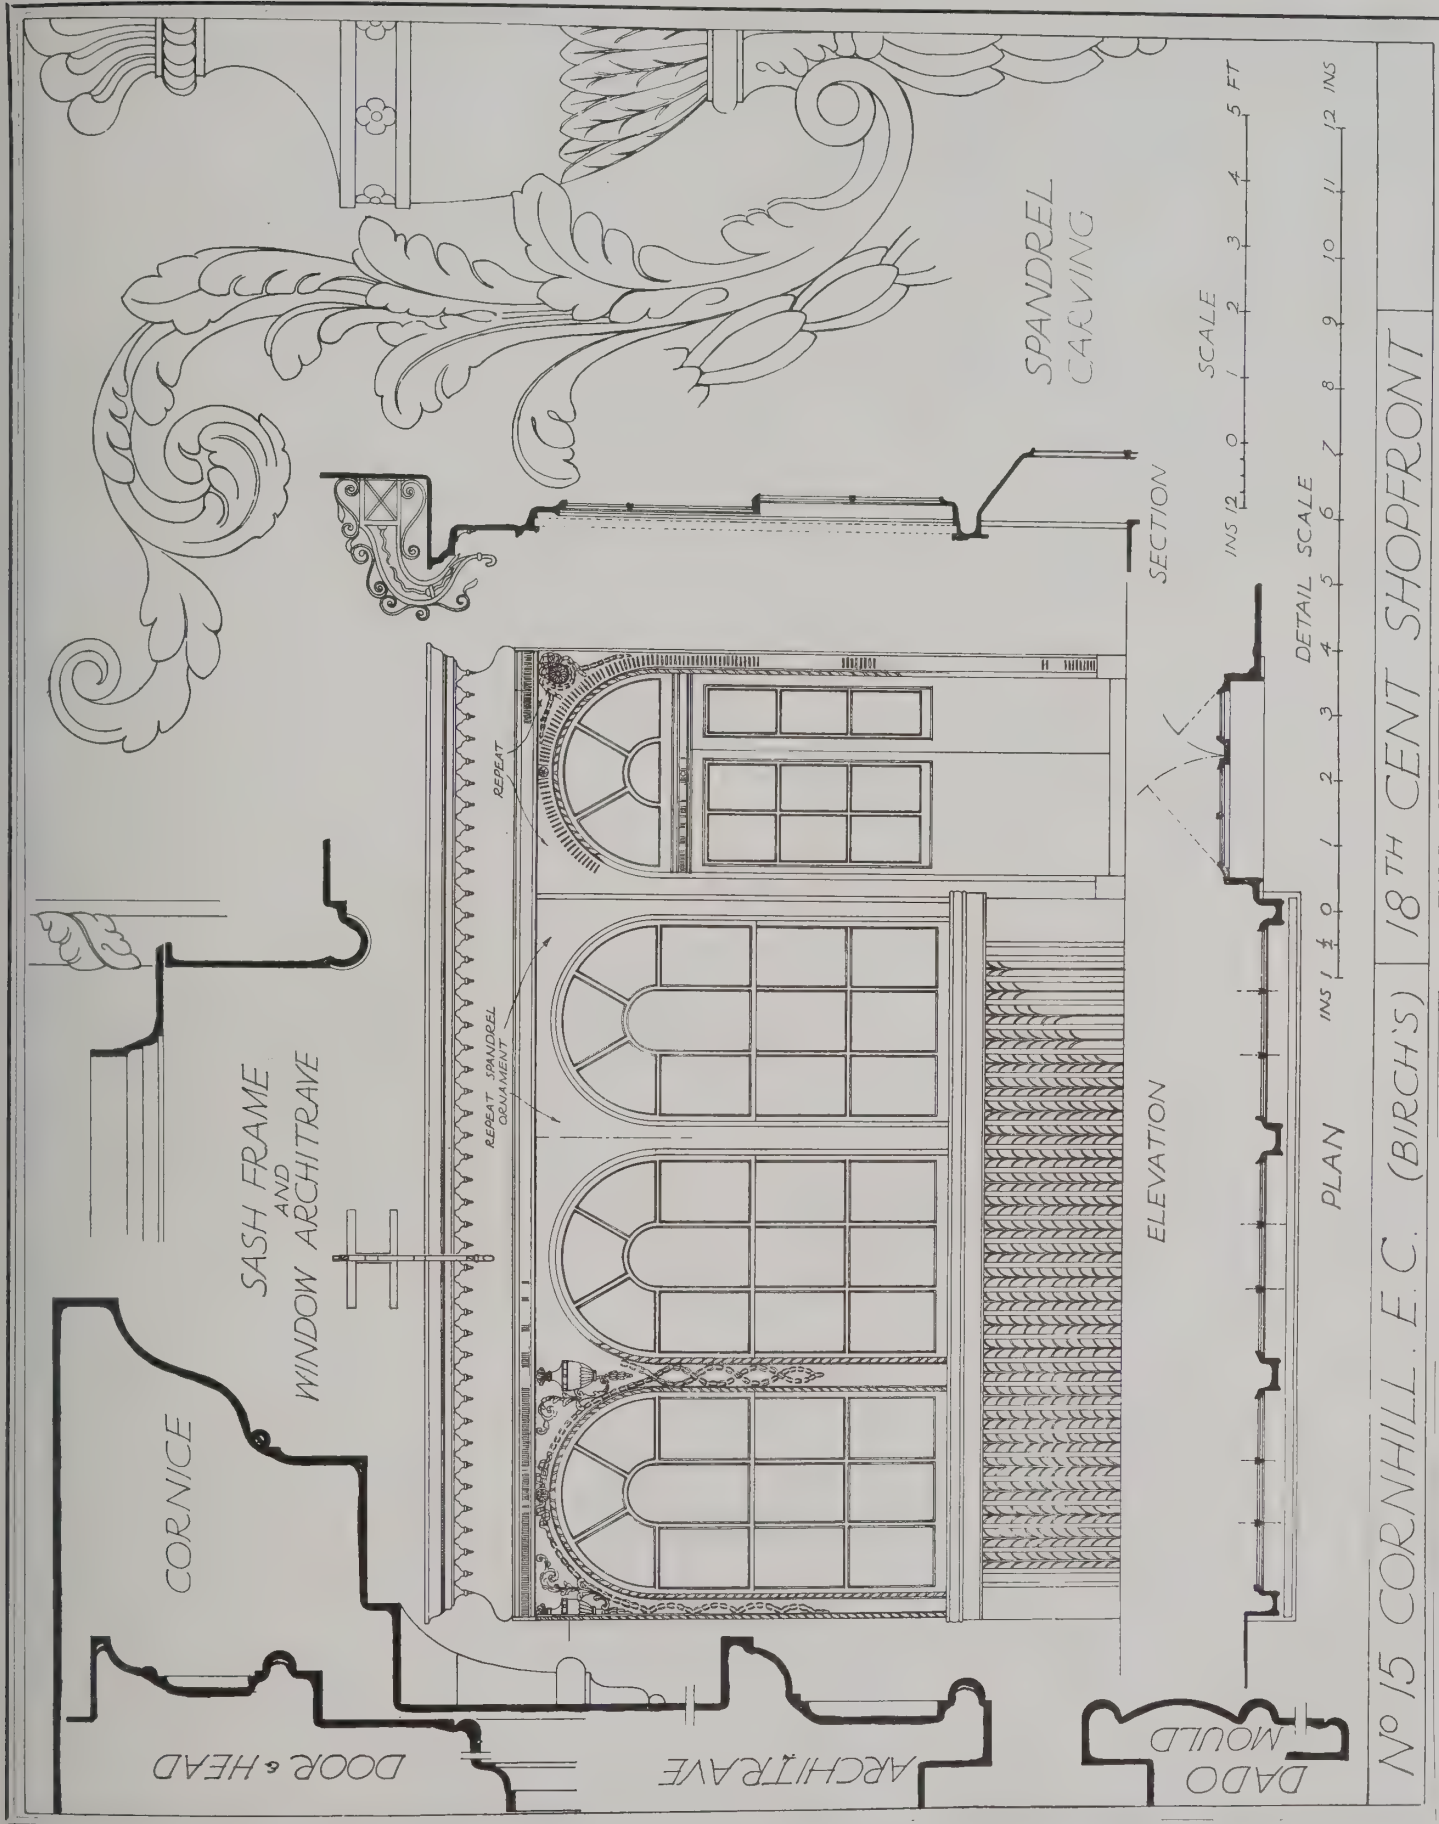 CORNICE
SASH FRAME
AND
WINDOW ARCHITRAVE
DOOR & HEAD
ARCHITRAVE
DADO
MOULD
REPEAT SPANDREL
ORNAMENT
REPEAT
SPANDREL
CARVING
SECTION
ELEVATION
PLAN
SCALE
INS 12 0 1 2 3 4 5 FT
DETAIL SCALE
INS 1 ½ 0 1 2 3 4 5 6 7 8 9 10 11 12 INS
Nº 15 CORNHILL. E.C. (BIRCH'S) 18TH CENT SHOPFRONT